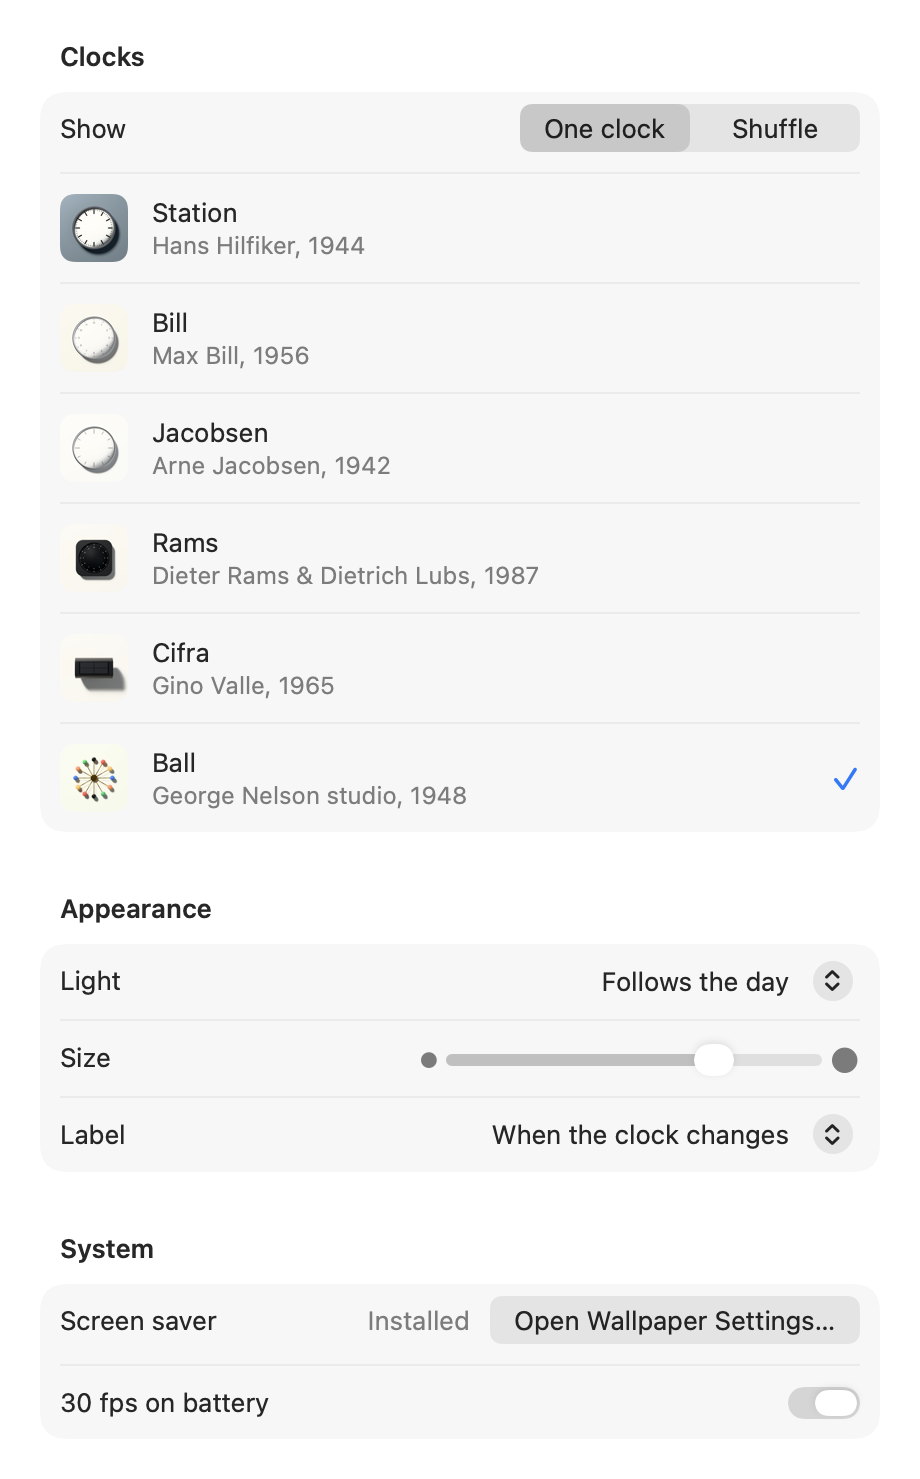 Clocks
Show
One clock
Shuffle
Station
Hans Hilfiker, 1944
Bill
Max Bill, 1956
Jacobsen
Arne Jacobsen, 1942
Rams
Dieter Rams & Dietrich Lubs, 1987
Cifra
Gino Valle, 1965
Ball
George Nelson studio, 1948
Appearance
Light
Follows the day
Size
Label
When the clock changes
System
Screen saver
Installed
Open Wallpaper Settings...
30 fps on battery